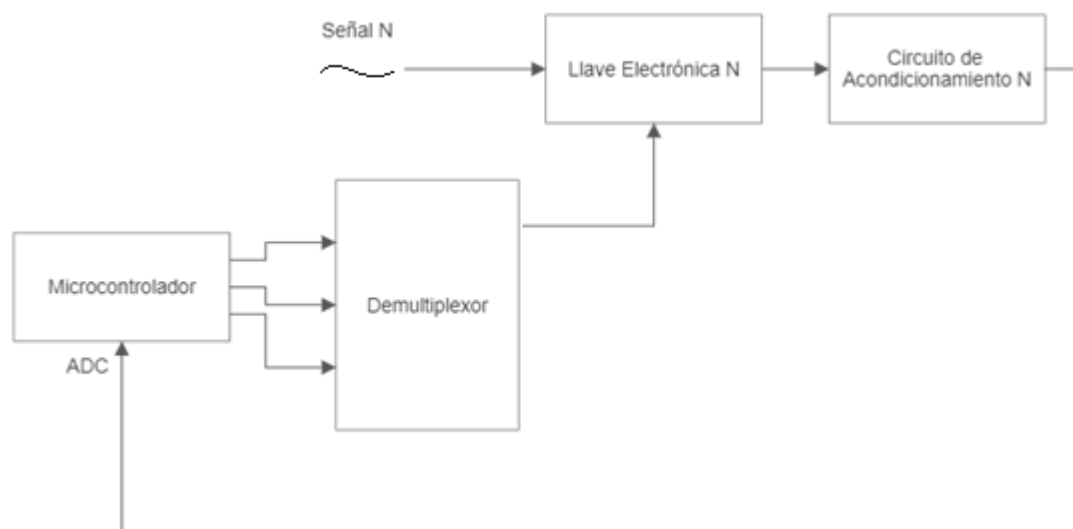 Señal N
Llave Electrónica N
Circuito de
Acondicionamiento N
Microcontrolador
Demultiplexor
ADC